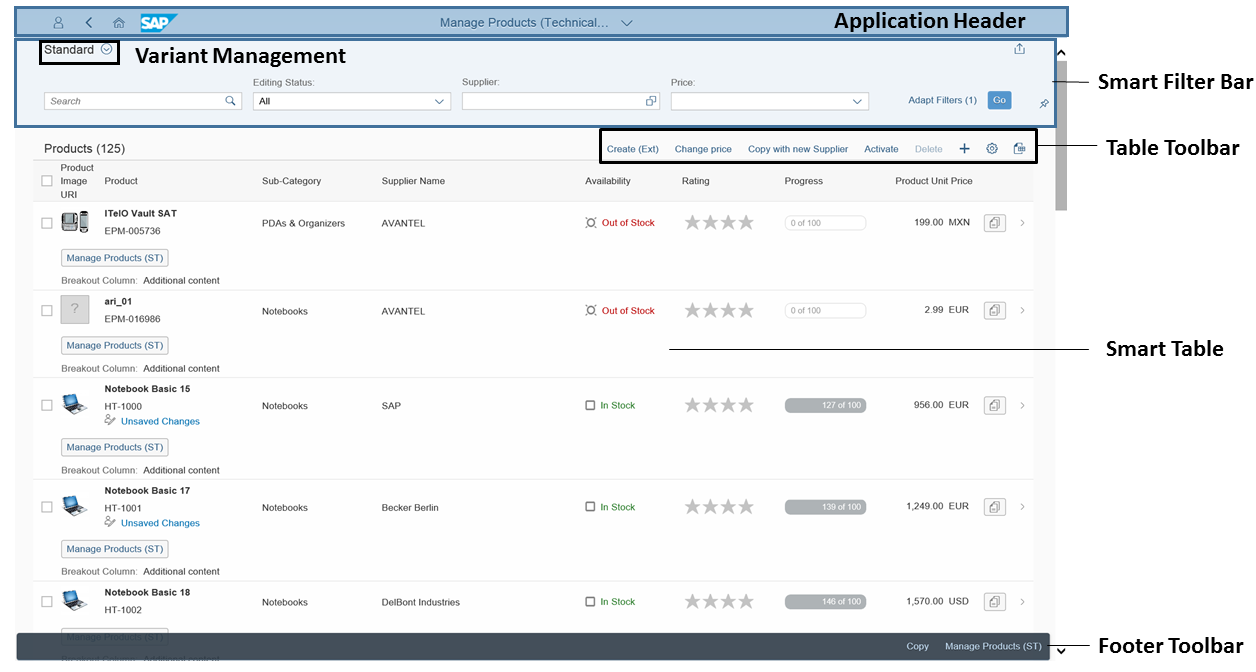 SAP Manage Products (Technical... Application Header
Standard Variant Management
Editing Status: Supplier: Price:
Smart Filter Bar
Search All Adapt Filters (1) Go
Products (125) Create (Ext) Change price Copy with new Supplier Activate Delete Table Toolbar
Product
Image
URI
Product Sub-Category Supplier Name Availability Rating Progress Product Unit Price
ITelO Vault SAT
EPM-005736
PDAs & Organizers AVANTEL Out of Stock 0 of 100 199.00 MXN
Manage Products (ST)
Breakout Column: Additional content
?
ari_01
EPM-016986
Notebooks AVANTEL Out of Stock 0 of 100 2.99 EUR
Manage Products (ST)
Smart Table
Breakout Column: Additional content
Notebook Basic 15
HT-1000
Notebooks SAP In Stock 127 of 100 956.00 EUR
Unsaved Changes
Manage Products (ST)
Breakout Column: Additional content
Notebook Basic 17
HT-1001
Notebooks Becker Berlin In Stock 139 of 100 1,249.00 EUR
Unsaved Changes
Manage Products (ST)
Breakout Column: Additional content
Notebook Basic 18
HT-1002
Notebooks DelBont Industries In Stock 146 of 100 1,570.00 USD
Manage Products (ST)
Copy Manage Products (ST) Footer Toolbar
Breakout Column: Additional content